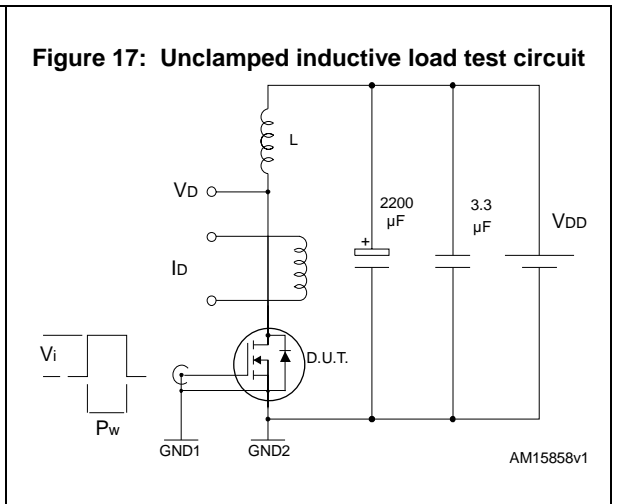 Figure 17: Unclamped inductive load test circuit
L
VD
2200
µF
3.3
µF
VDD
+
ID
Vi
D.U.T.
Pw
GND1
GND2
AM15858v1